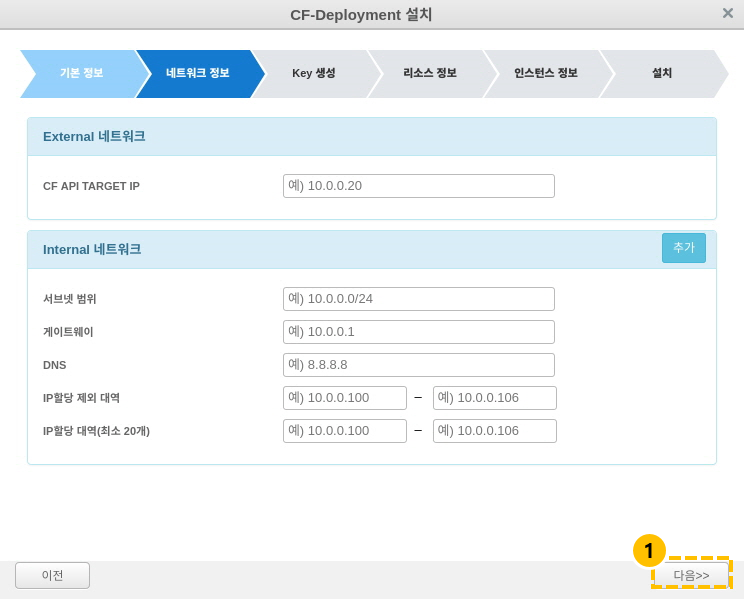 CF-Deployment 설치
기본 정보
네트워크 정보
Key 생성
리소스 정보
인스턴스 정보
설치
External 네트워크
CF API TARGET IP
예) 10.0.0.20
Internal 네트워크
추가
서브넷 범위
예) 10.0.0.0/24
게이트웨이
예) 10.0.0.1
DNS
예) 8.8.8.8
IP할당 제외 대역
예) 10.0.0.100 – 예) 10.0.0.106
IP할당 대역(최소 20개)
예) 10.0.0.100 – 예) 10.0.0.106
1
이전
다음>>